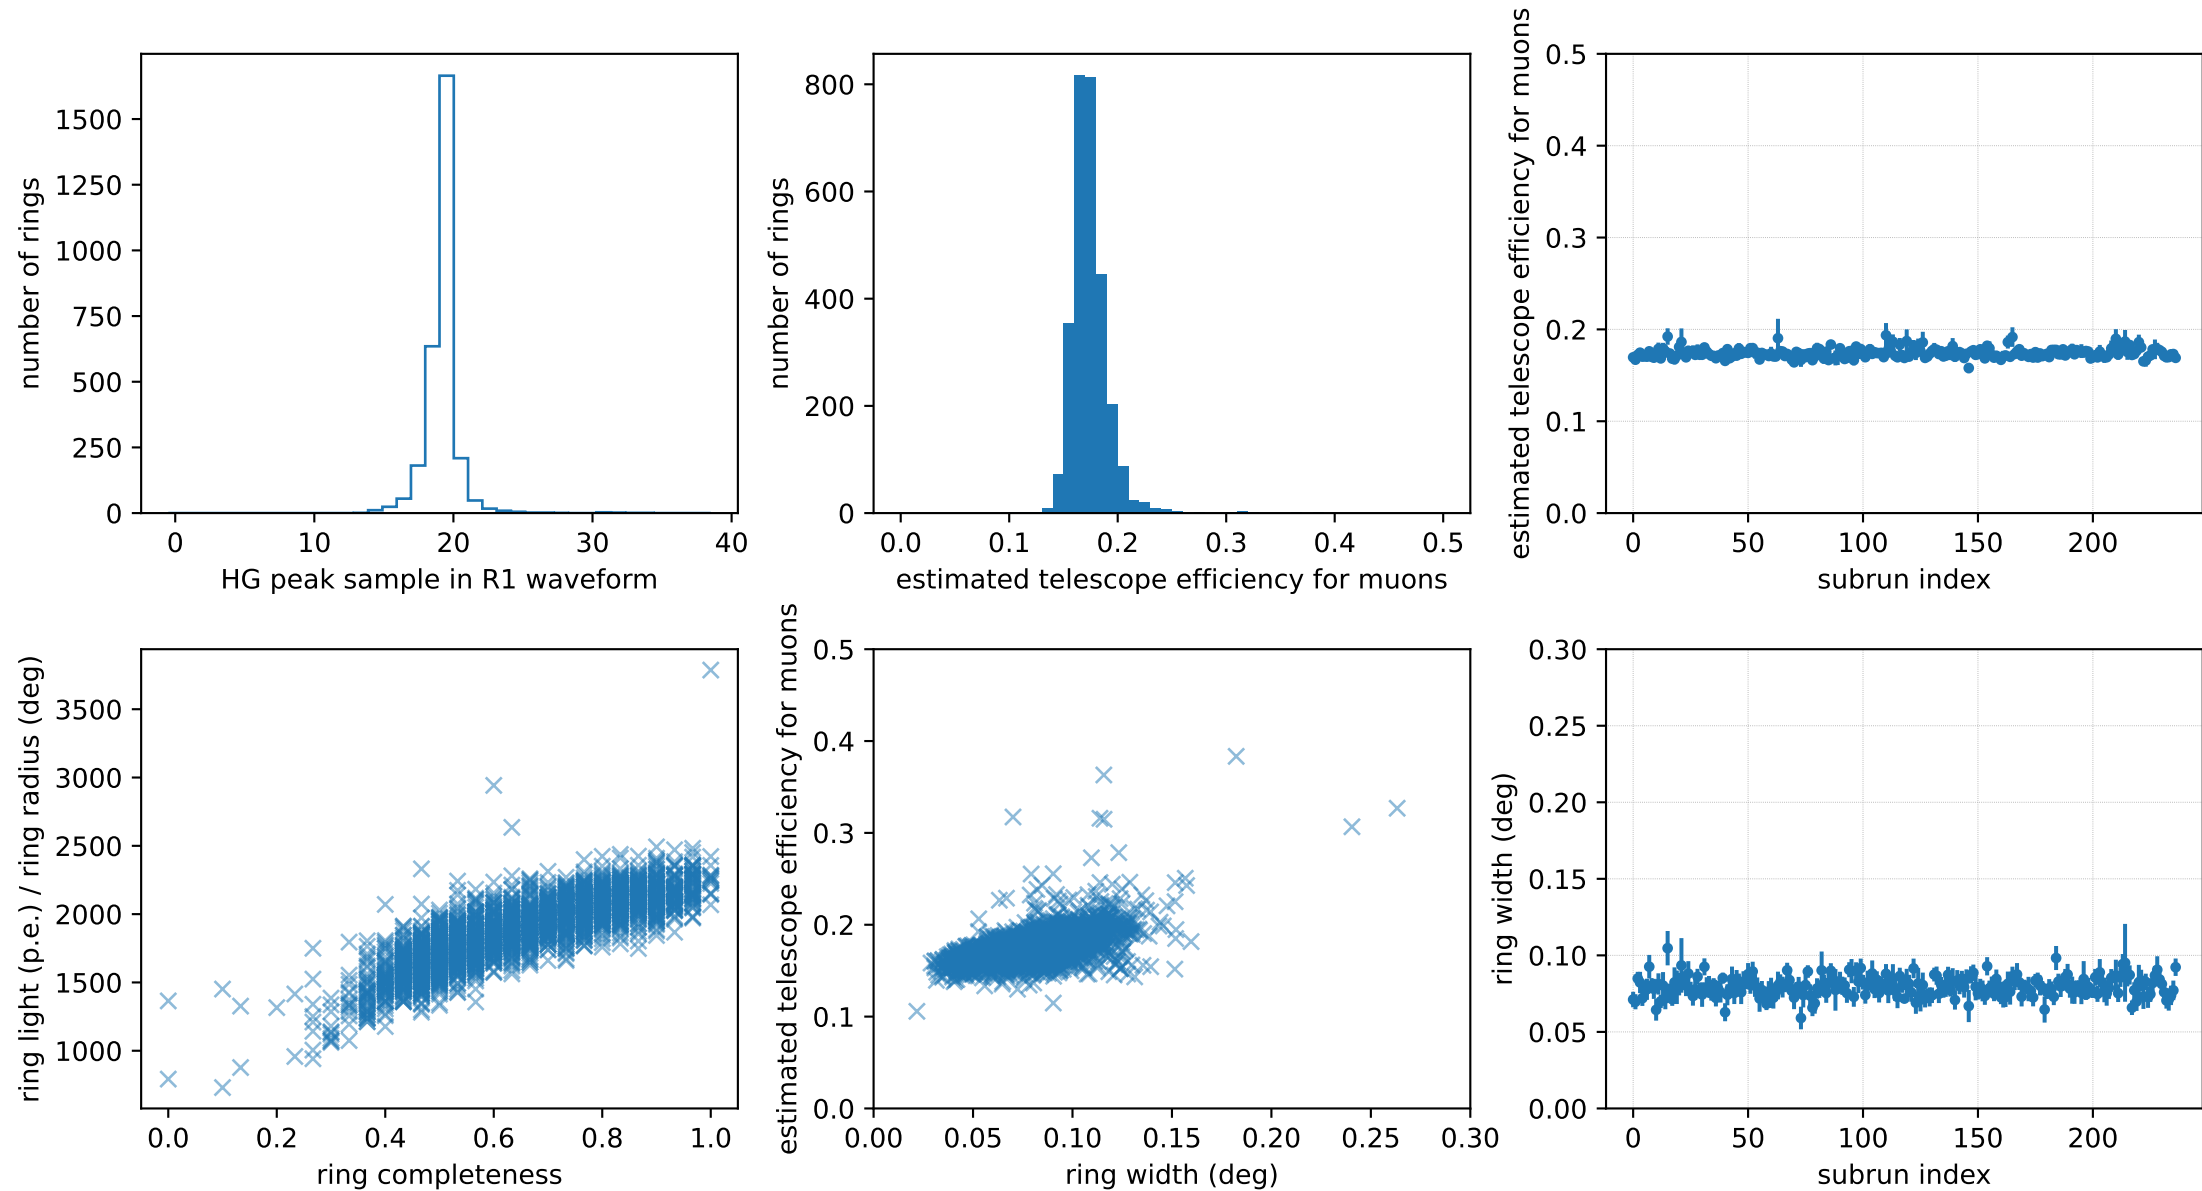 number of rings
1500
1250
1000
750
500
250
0
0 10 20 30 40
HG peak sample in R1 waveform
number of rings
800
600
400
200
0
0.0 0.1 0.2 0.3 0.4 0.5
estimated telescope efficiency for muons
estimated telescope efficiency for muons
0.5
0.4
0.3
0.2
0.1
0.0
0 50 100 150 200
subrun index
ring light (p.e.) / ring radius (deg)
3500
3000
2500
2000
1500
1000
0.0 0.2 0.4 0.6 0.8 1.0
ring completeness
estimated telescope efficiency for muons
0.5
0.4
0.3
0.2
0.1
0.0
0.00 0.05 0.10 0.15 0.20 0.25 0.30
ring width (deg)
ring width (deg)
0.30
0.25
0.20
0.15
0.10
0.05
0.00
0 50 100 150 200
subrun index